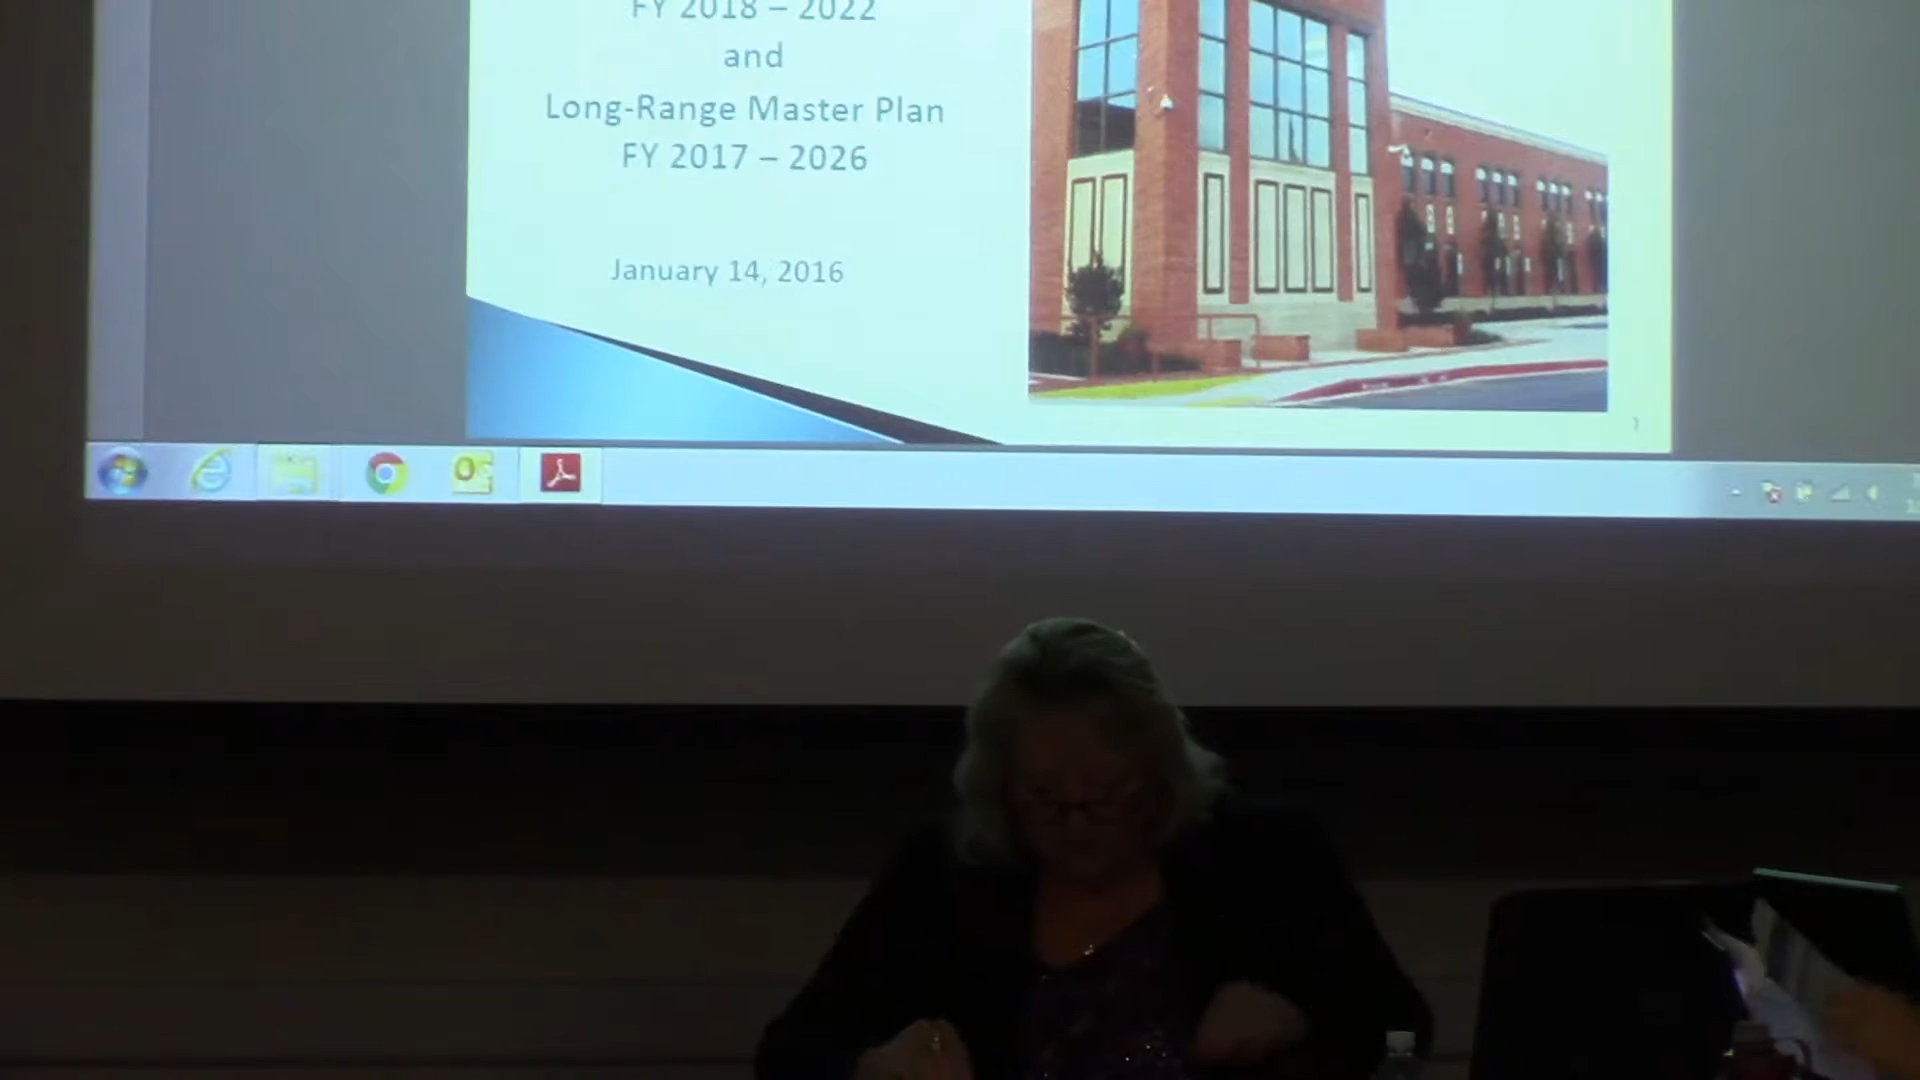 FY 2018 – 2022
and
Long-Range Master Plan
FY 2017 – 2026
January 14, 2016